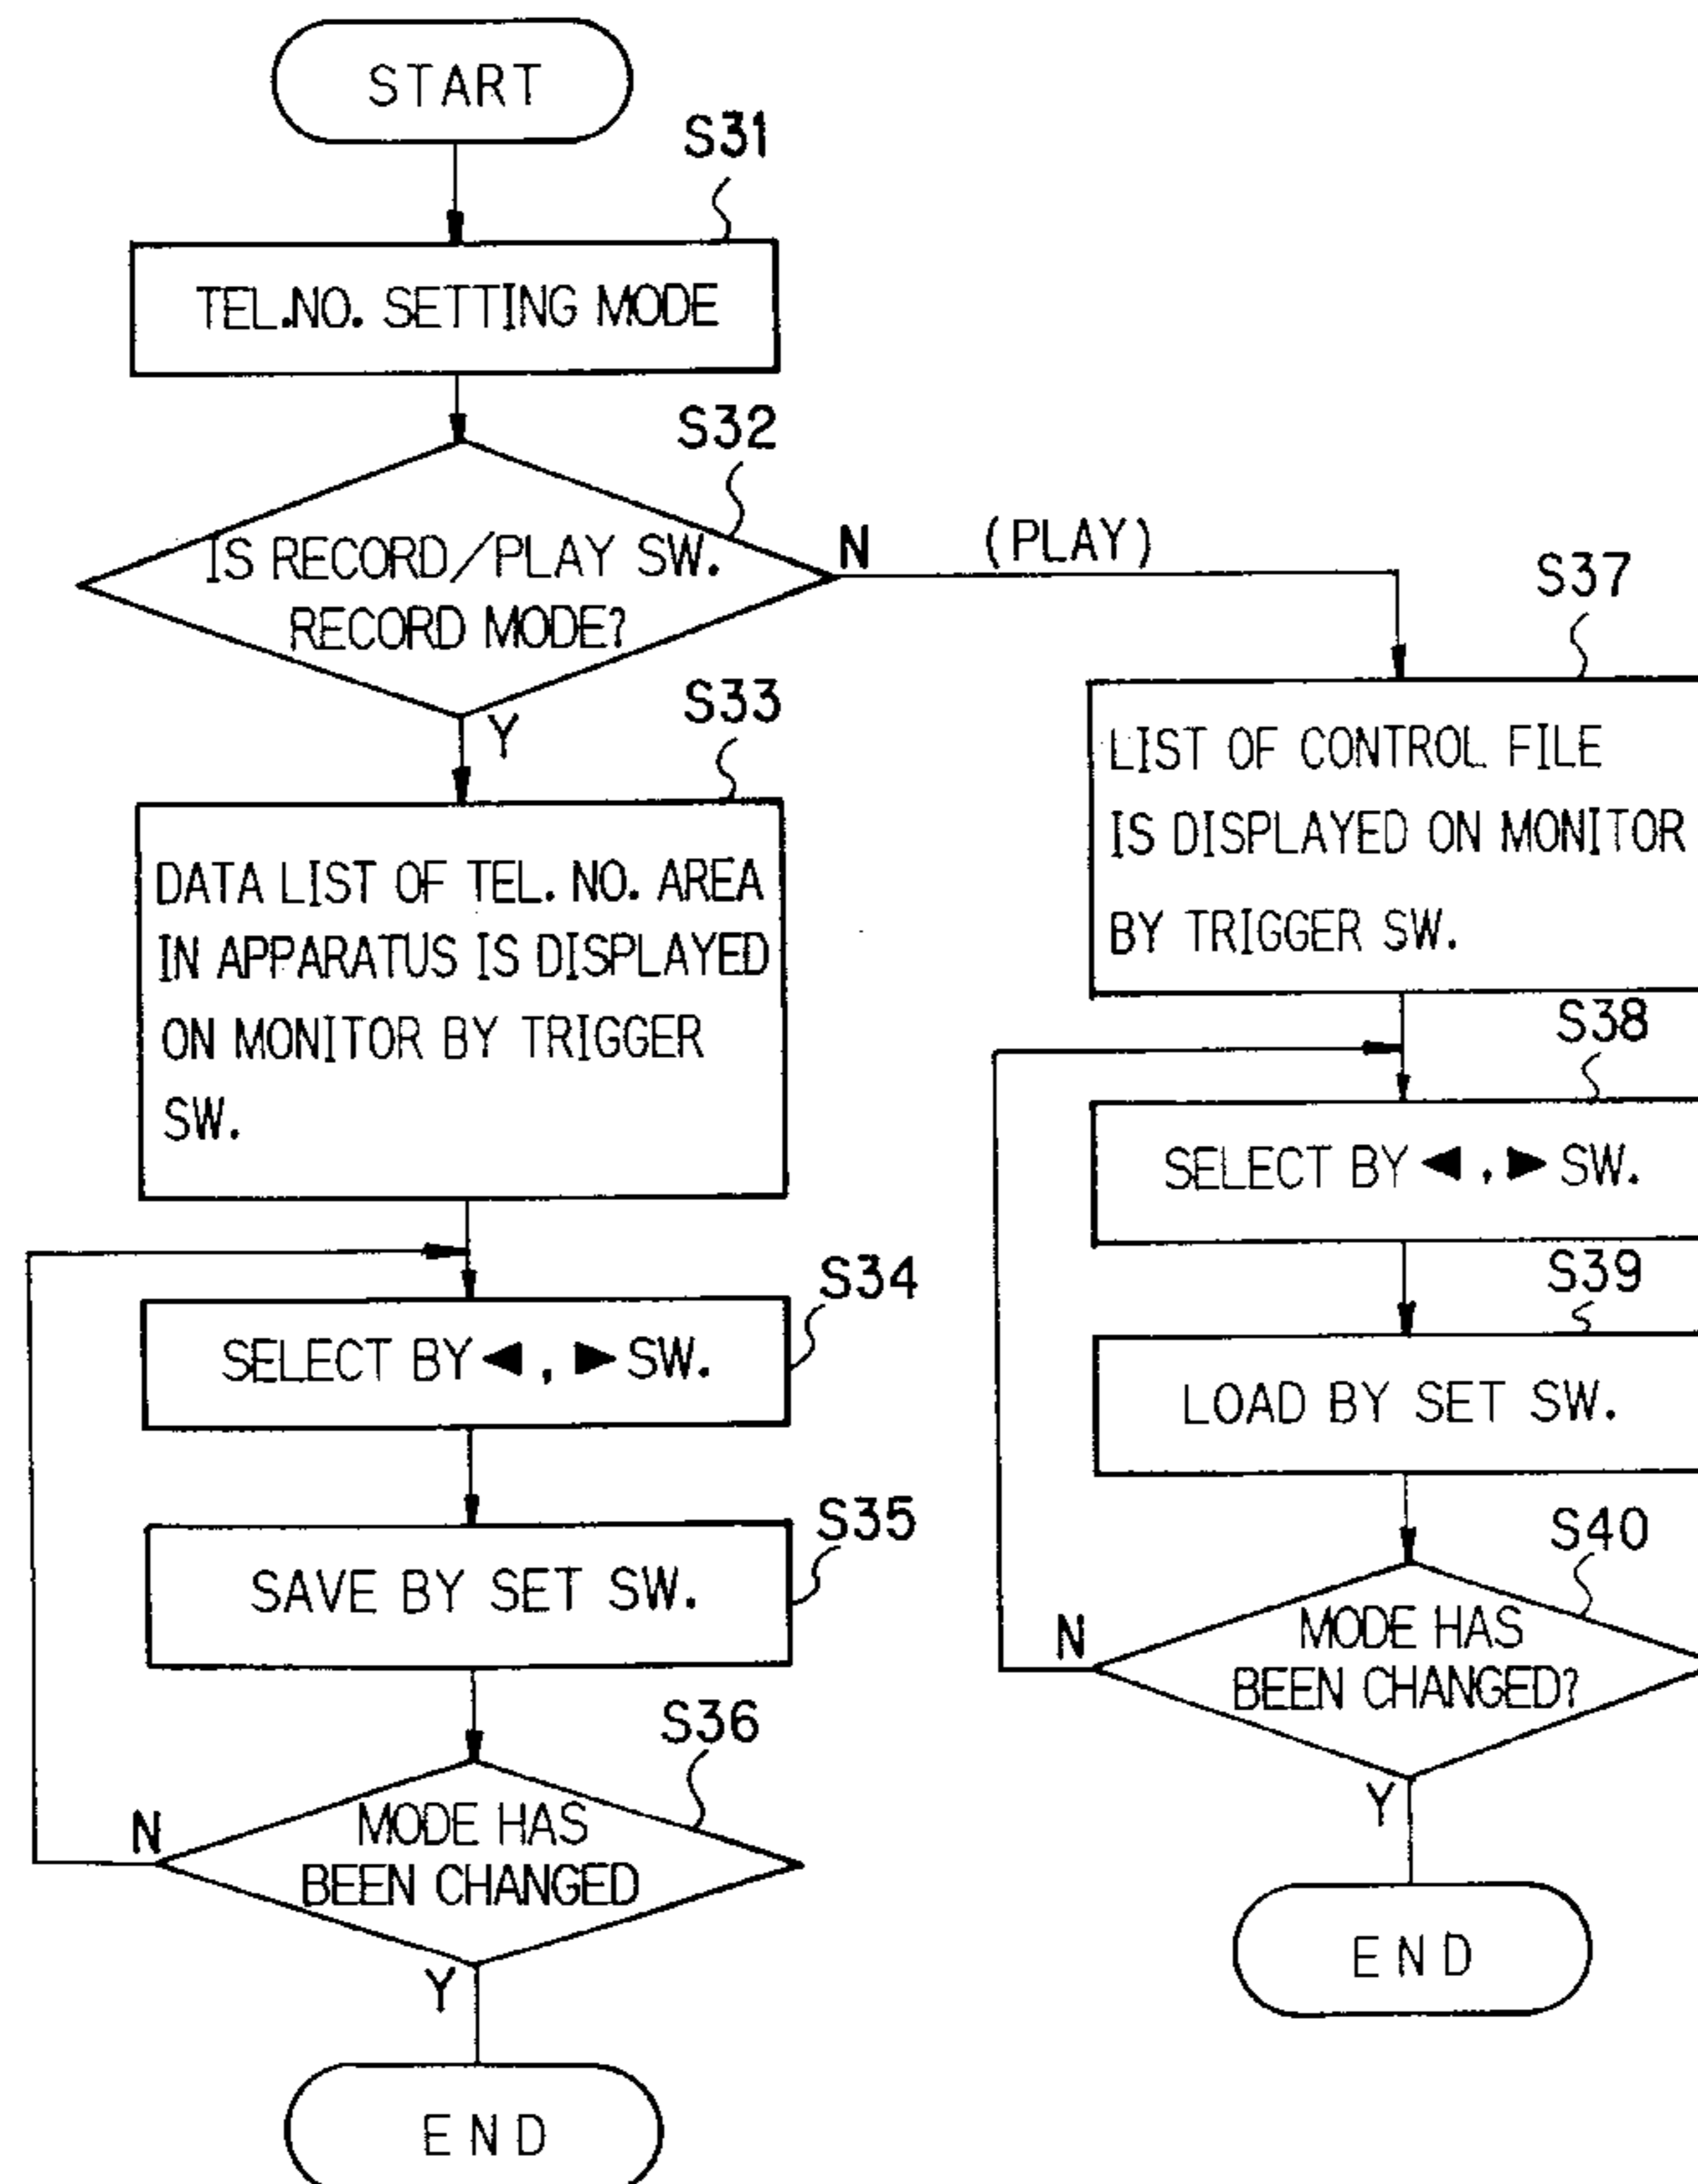 START
S31
TEL.NO. SETTING MODE
S32
IS RECORD/PLAY SW.
RECORD MODE?
N
(PLAY)
Y
S33
DATA LIST OF TEL. NO. AREA
IN APPARATUS IS DISPLAYED
ON MONITOR BY TRIGGER
SW.
S34
SELECT BY ◀ , ▶ SW.
S35
SAVE BY SET SW.
S36
MODE HAS
BEEN CHANGED
N
Y
END
S37
LIST OF CONTROL FILE
IS DISPLAYED ON MONITOR
BY TRIGGER SW.
S38
SELECT BY ◀ , ▶ SW.
S39
LOAD BY SET SW.
S40
MODE HAS
BEEN CHANGED?
N
Y
END